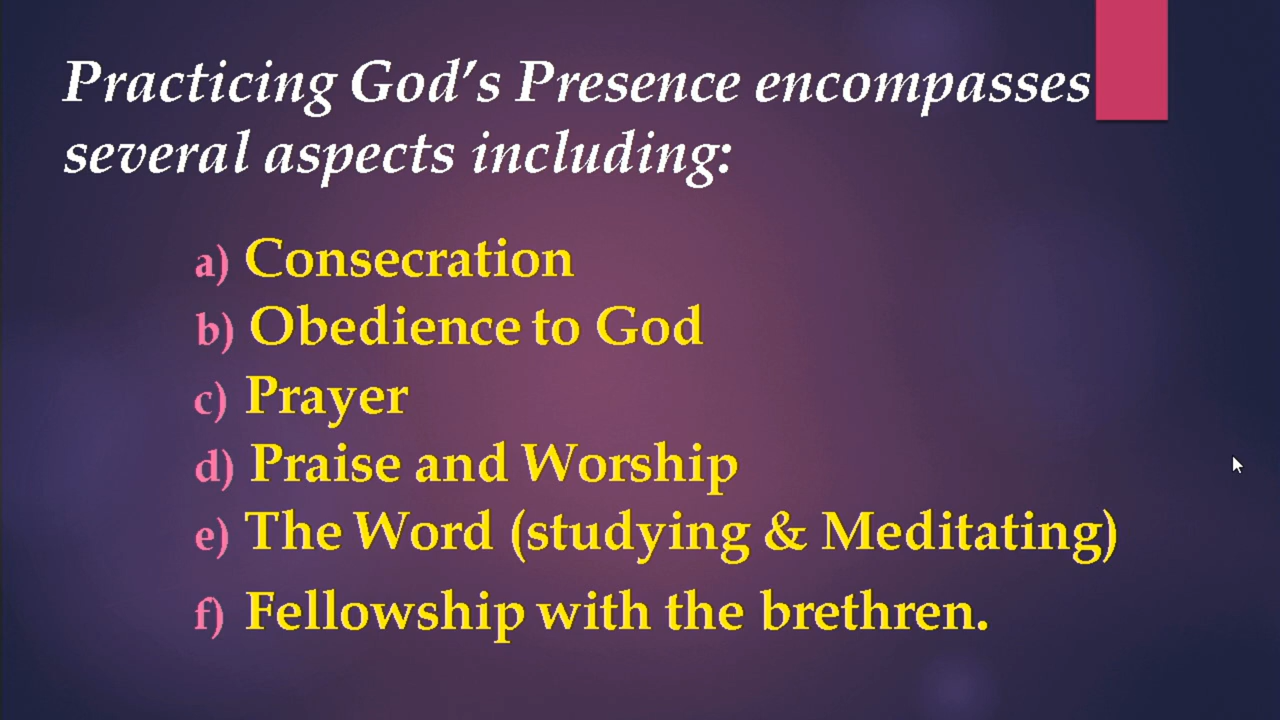 Practicing God’s Presence encompasses
several aspects including:
a) Consecration
b) Obedience to God
c) Prayer
d) Praise and Worship
e) The Word (studying & Meditating)
f) Fellowship with the brethren.